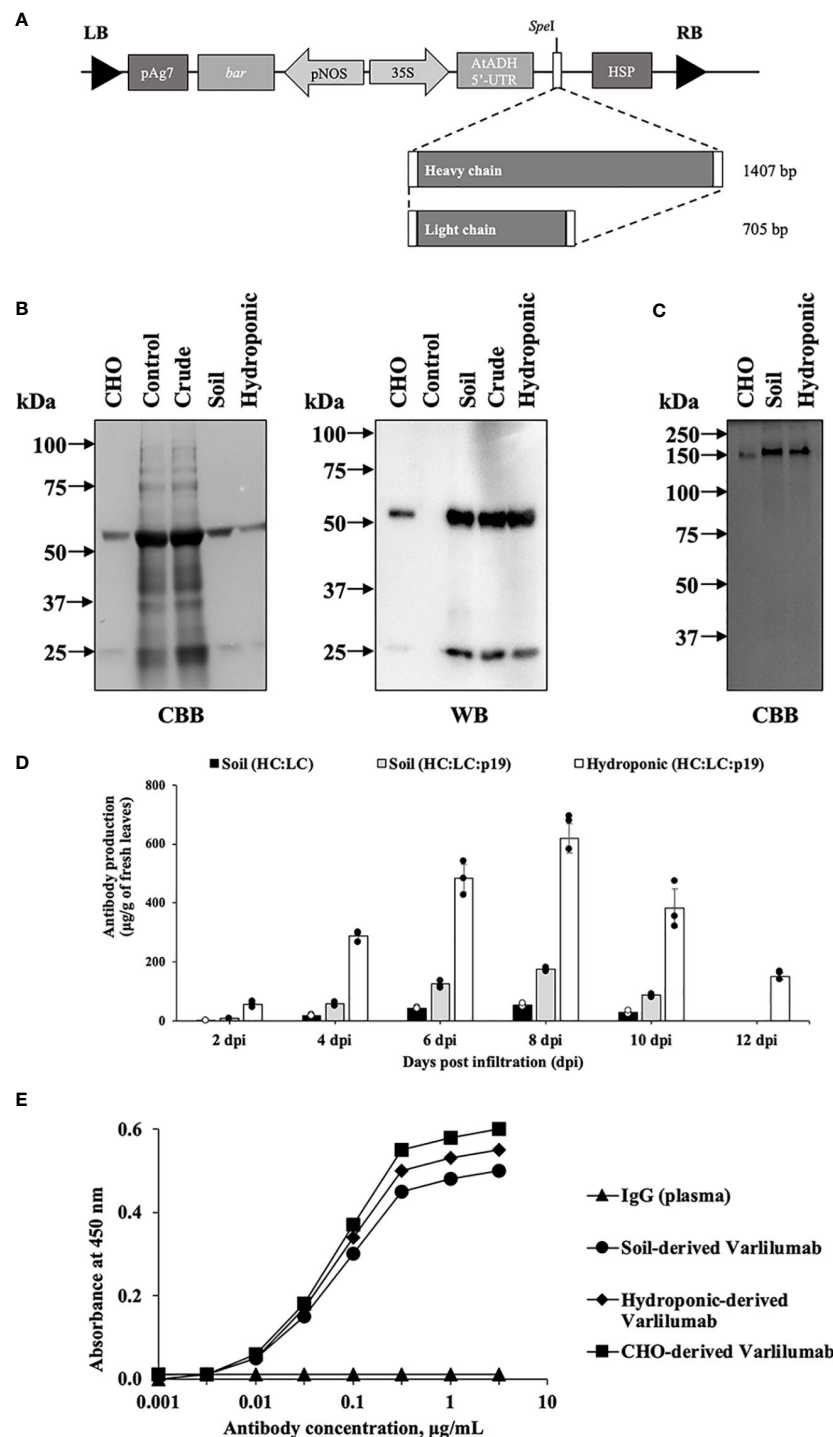 A
SpeI
LB
RB
pAg7
bar
pNOS
35S
AtADH
5'-UTR
HSP
Heavy chain
1407 bp
Light chain
705 bp
B
kDa
CHO
Control
Crude
Soil
Hydroponic
100
75
50
37
25
CBB
kDa
CHO
Control
Soil
Crude
Hydroponic
100
75
50
37
25
WB
C
kDa
CHO
Soil
Hydroponic
250
150
100
75
50
37
CBB
D
Soil (HC:LC)
Soil (HC:LC:p19)
Hydroponic (HC:LC:p19)
Antibody production
(µg/g of fresh leaves)
800
600
400
200
0
2 dpi
4 dpi
6 dpi
8 dpi
10 dpi
12 dpi
Days post infiltration (dpi)
E
Absorbance at 450 nm
0.6
0.4
0.2
0.0
0.001
0.01
0.1
1
10
Antibody concentration, µg/mL
IgG (plasma)
Soil-derived Varlilumab
Hydroponic-derived
Varlilumab
CHO-derived Varlilumab